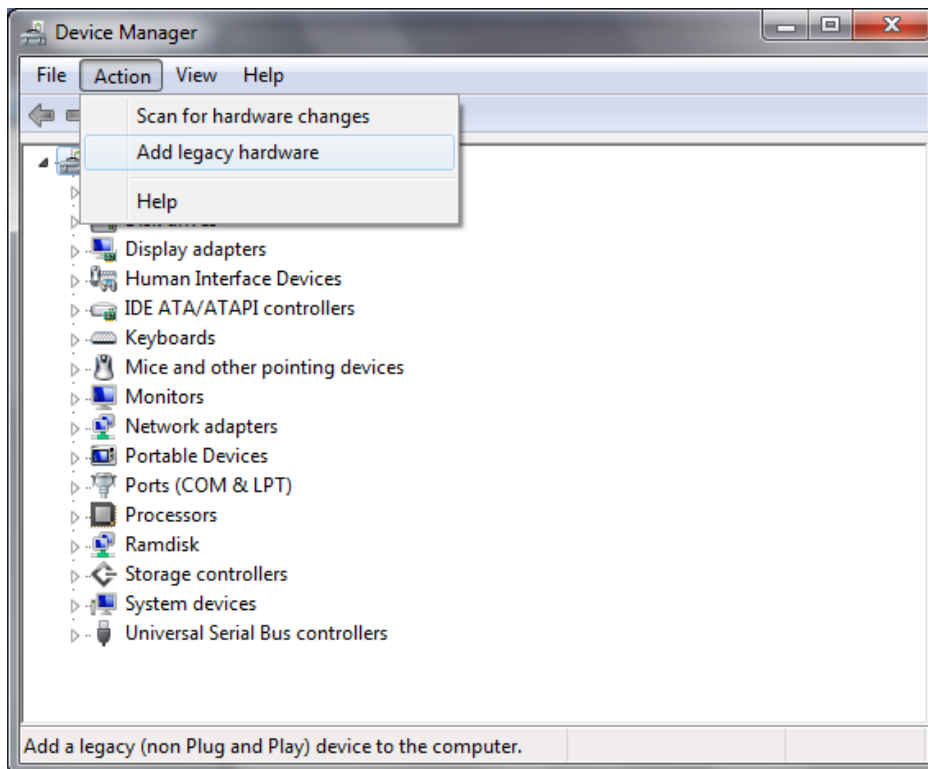 Device Manager
File Action View Help
Scan for hardware changes
Add legacy hardware
Help
Disk drives
Display adapters
Human Interface Devices
IDE ATA/ATAPI controllers
Keyboards
Mice and other pointing devices
Monitors
Network adapters
Portable Devices
Ports (COM & LPT)
Processors
Ramdisk
Storage controllers
System devices
Universal Serial Bus controllers
Add a legacy (non Plug and Play) device to the computer.